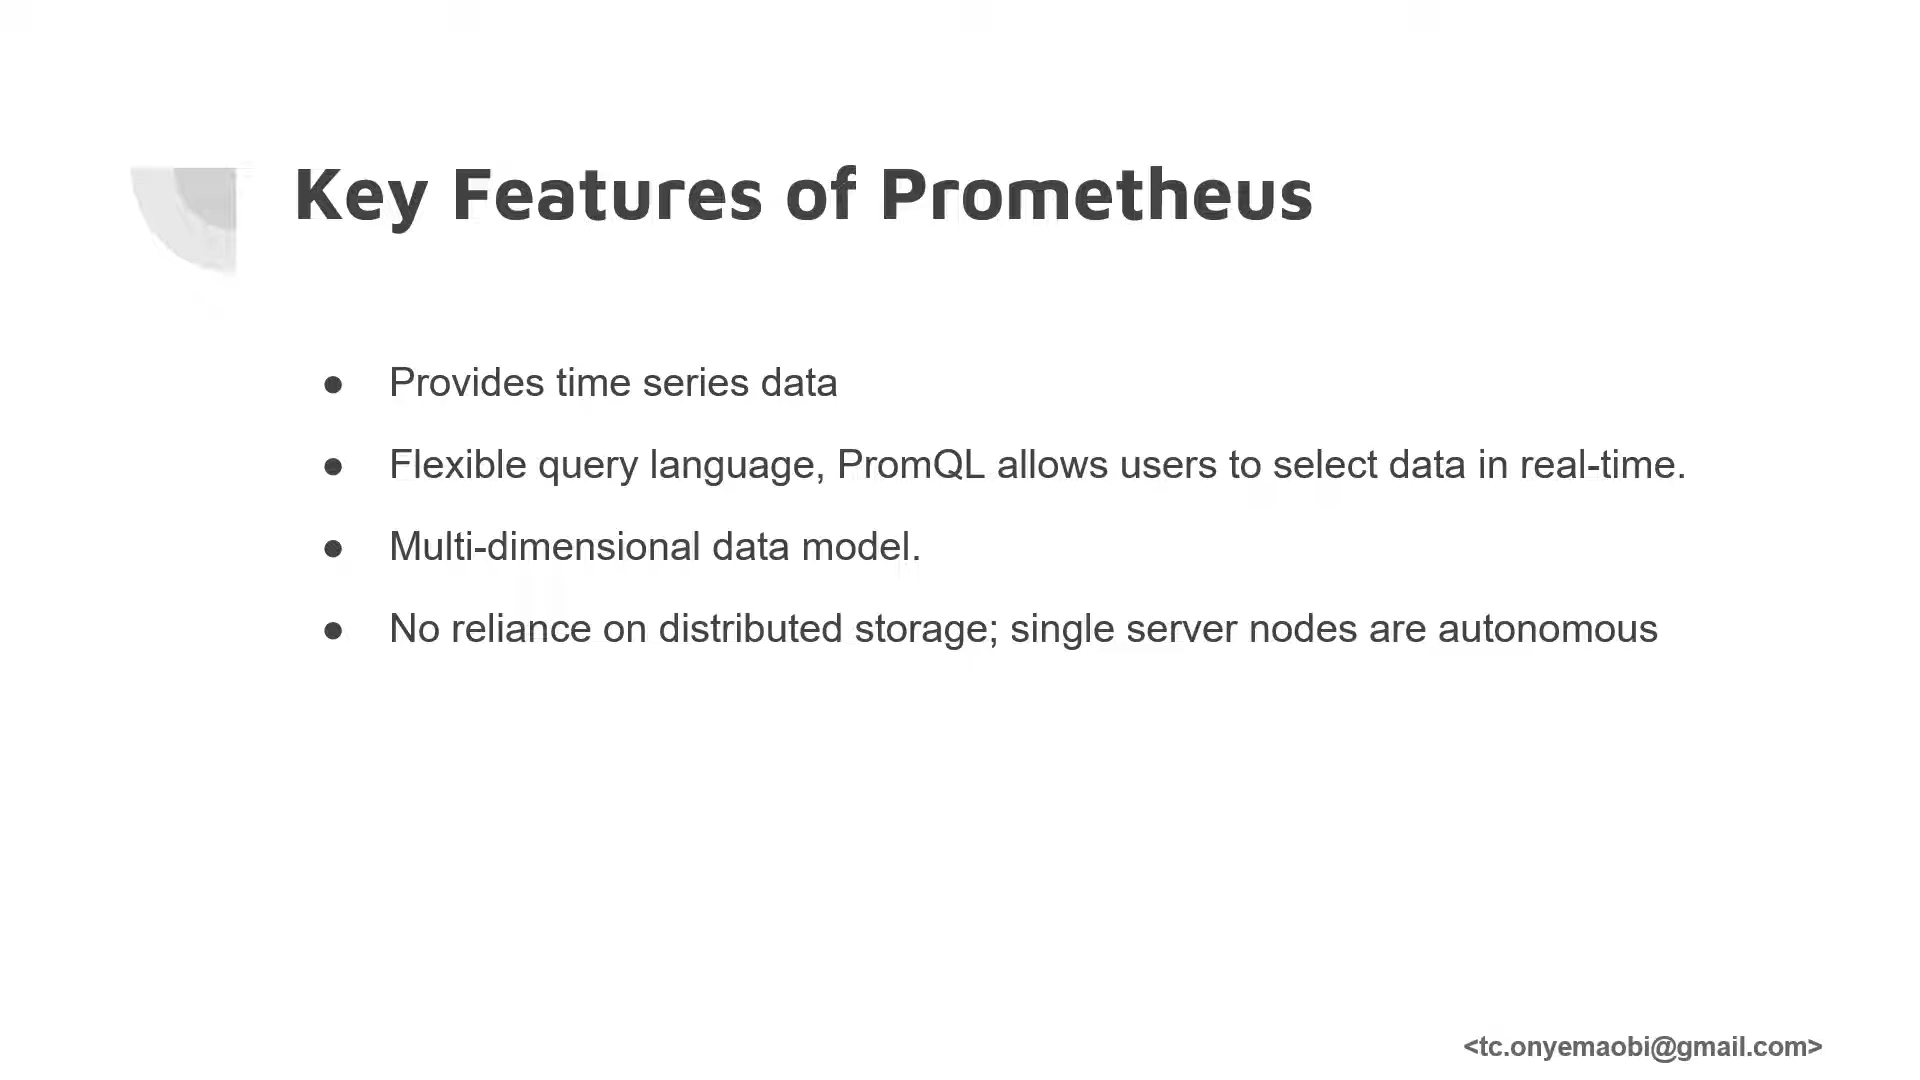 Key Features of Prometheus
● Provides time series data
● Flexible query language, PromQL allows users to select data in real-time.
● Multi-dimensional data model.
● No reliance on distributed storage; single server nodes are autonomous
<tc.onyemaobi@gmail.com>